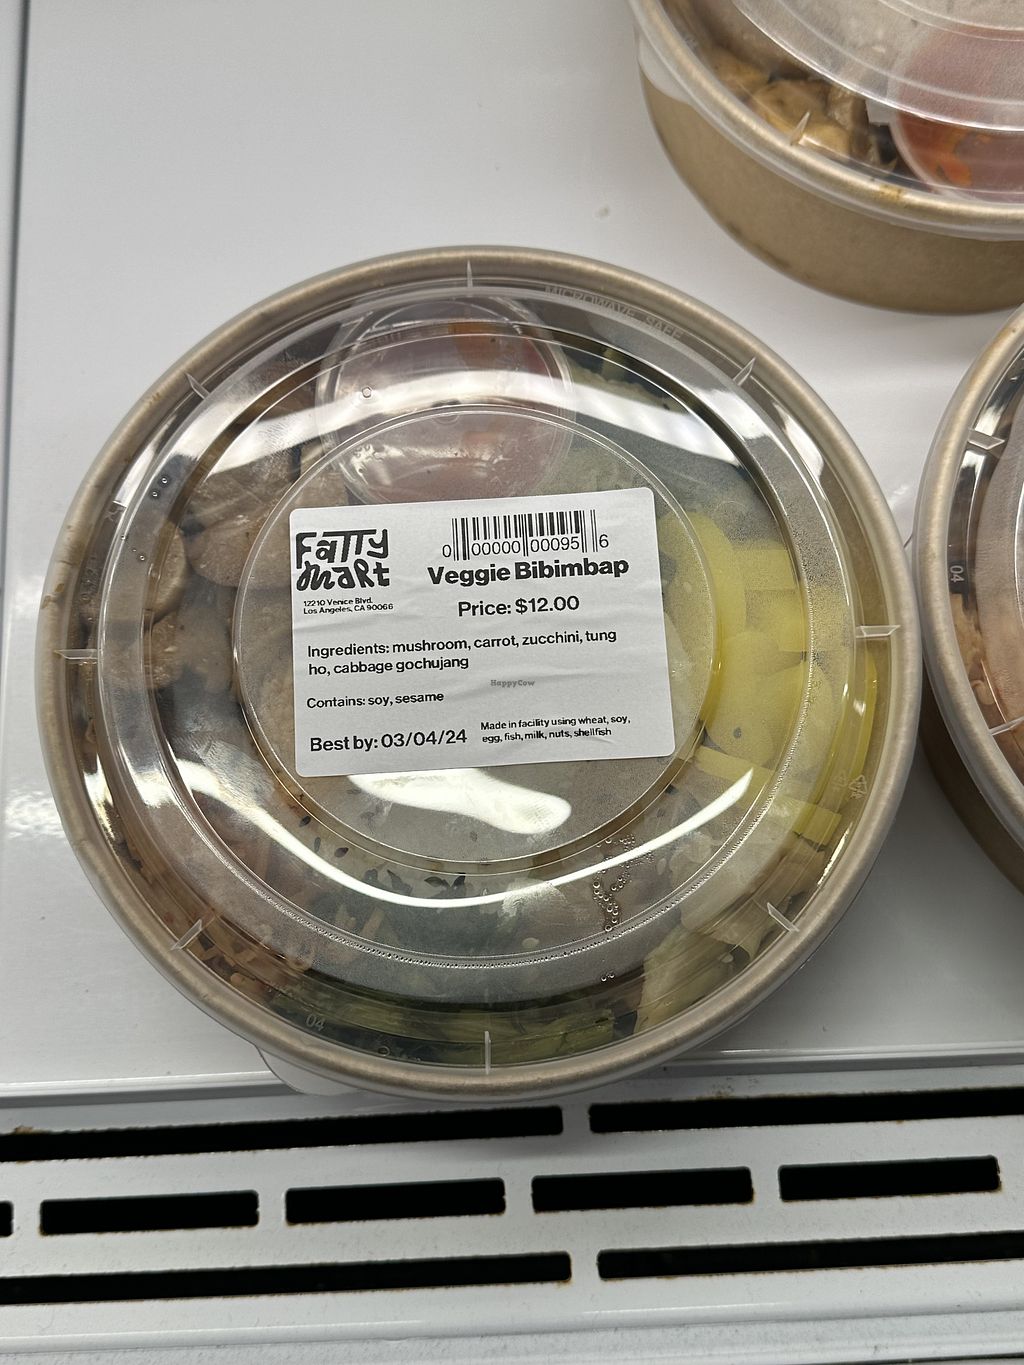 MICROWAVE SAFE
Fatty
mart
12210 Venice Blvd.
Los Angeles, CA 90066
0 00000 00095 6
Veggie Bibimbap
Price: $12.00
Ingredients: mushroom, carrot, zucchini, tung
ho, cabbage gochujang
HappyCow
Contains: soy, sesame
Best by: 03/04/24
Made in facility using wheat, soy,
egg, fish, milk, nuts, shellfish
04
04